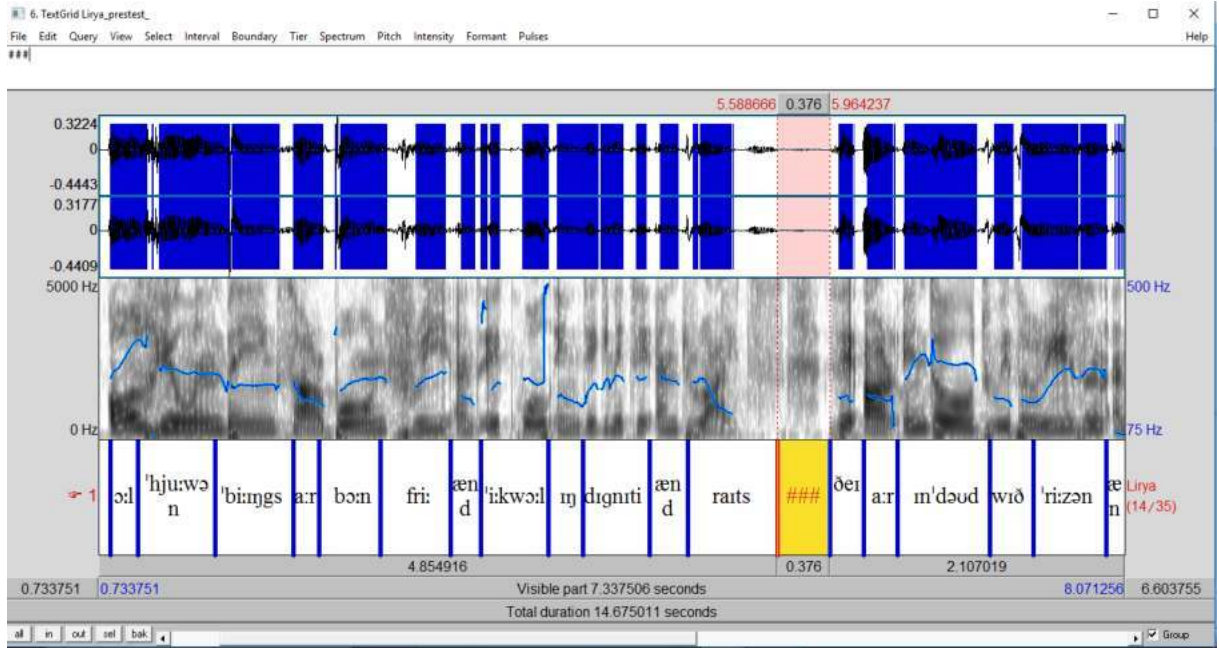 6. TextGrid Lirya_prestest_
File Edit Query View Select Interval Boundary Tier Spectrum Pitch Intensity Formant Pulses Help
###
5.588666 0.376 5.964237
0.3224
0
-0.4443
0.3177
0
-0.4409
5000 Hz 500 Hz
0 Hz 75 Hz
1 ɔ:l ˈhju:wə ˈbi:ɪŋgs a:r bɔ:n fri: æn ˈi:kwɔ:l ɪŋ dɪgnɪti æn raɪts ### ðeɪ a:r ɪnˈdəʊd wɪð ˈri:zən æ Lirya
n d d n (14/35)
4.854916 0.376 2.107019
0.733751 0.733751 Visible part 7.337506 seconds 8.071256 6.603755
Total duration 14.675011 seconds
all in out sel bak Group